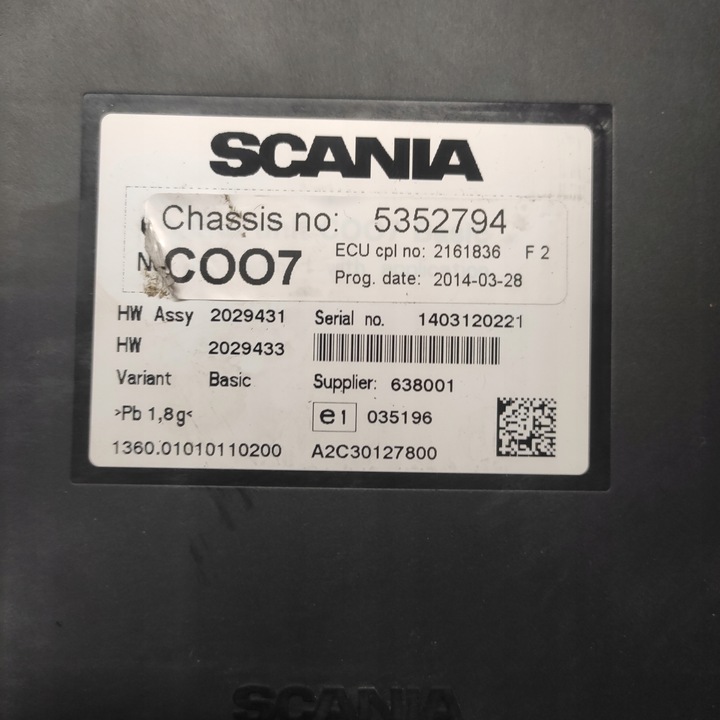 SCANIA
Chassis no: 5352794
COO7
ECU cpl no: 2161836 F 2
Prog. date: 2014-03-28
HW Assy 2029431
Serial no. 1403120221
HW 2029433
Variant Basic
Supplier: 638001
>Pb 1,8g<
e1 035196
1360.01010110200
A2C30127800
SCANIA